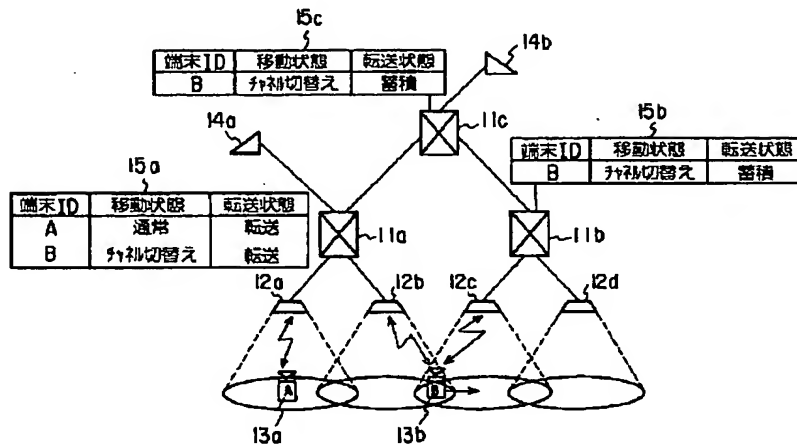 15c
14b
端末ID 移動状態 転送状態
B チャネル切替え 蓄積
14a
11c
15b
端末ID 移動状態 転送状態
B チャネル切替え 蓄積
15a
端末ID 移動状態 転送状態
A 通常 転送
B チャネル切替え 転送
11a
11b
12a
12b
12c
12d
A
B
13a
13b